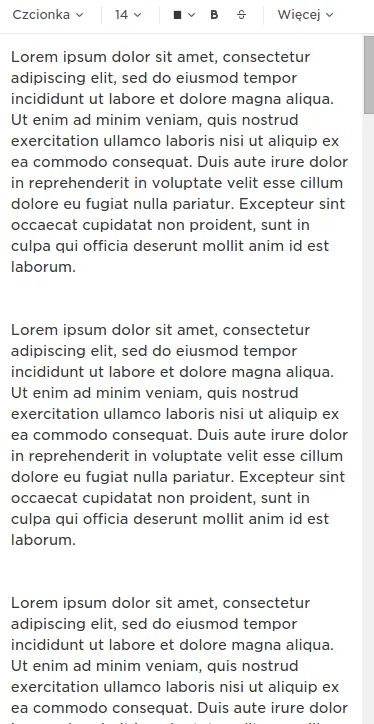 Czcionka 14 B S Więcej
Lorem ipsum dolor sit amet, consectetur
adipiscing elit, sed do eiusmod tempor
incididunt ut labore et dolore magna aliqua.
Ut enim ad minim veniam, quis nostrud
exercitation ullamco laboris nisi ut aliquip ex
ea commodo consequat. Duis aute irure dolor
in reprehenderit in voluptate velit esse cillum
dolore eu fugiat nulla pariatur. Excepteur sint
occaecat cupidatat non proident, sunt in
culpa qui officia deserunt mollit anim id est
laborum.
Lorem ipsum dolor sit amet, consectetur
adipiscing elit, sed do eiusmod tempor
incididunt ut labore et dolore magna aliqua.
Ut enim ad minim veniam, quis nostrud
exercitation ullamco laboris nisi ut aliquip ex
ea commodo consequat. Duis aute irure dolor
in reprehenderit in voluptate velit esse cillum
dolore eu fugiat nulla pariatur. Excepteur sint
occaecat cupidatat non proident, sunt in
culpa qui officia deserunt mollit anim id est
laborum.
Lorem ipsum dolor sit amet, consectetur
adipiscing elit, sed do eiusmod tempor
incididunt ut labore et dolore magna aliqua.
Ut enim ad minim veniam, quis nostrud
exercitation ullamco laboris nisi ut aliquip ex
ea commodo consequat. Duis aute irure dolor